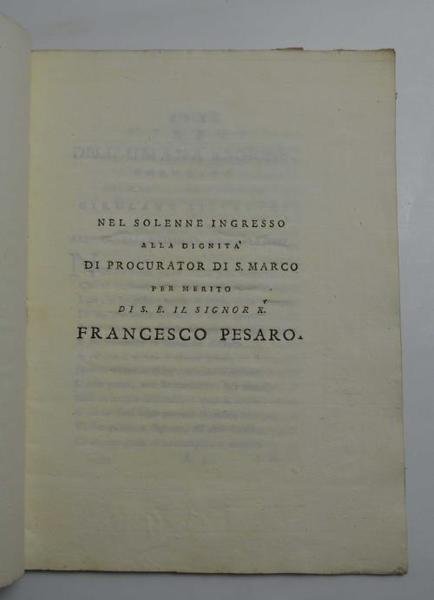 NEL SOLENNE INGRESSO
ALLA DIGNITA'
DI PROCURATOR DI S. MARCO
PER MERITO
DI S. E. IL SIGNOR K.
FRANCESCO PESARO.